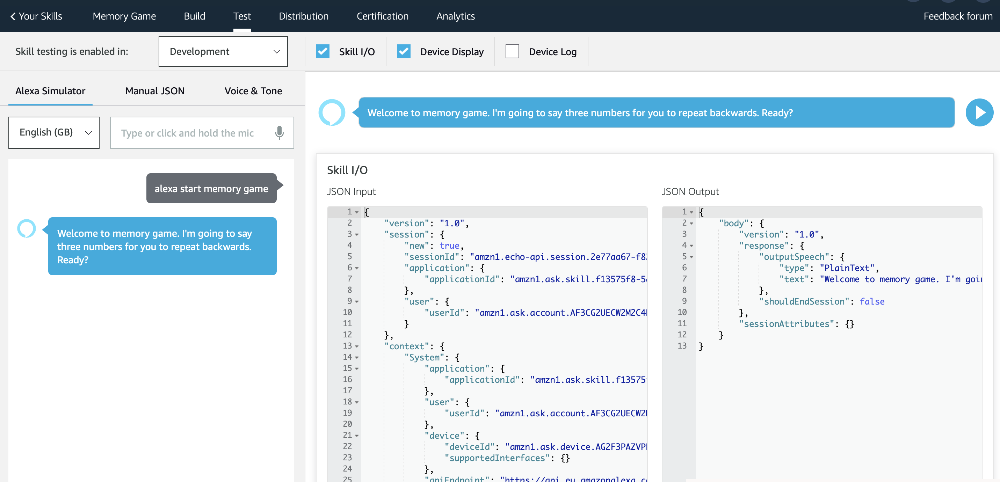 Your Skills Memory Game Build Test Distribution Certification Analytics Feedback forum
Skill testing is enabled in: Development Skill I/O Device Display Device Log
Alexa Simulator Manual JSON Voice & Tone
English (GB) Type or click and hold the mic
alexa start memory game
Welcome to memory game. I'm going to say
three numbers for you to repeat backwards.
Ready?
Welcome to memory game. I'm going to say three numbers for you to repeat backwards. Ready?
Skill I/O
JSON Input
1 {
2 "version": "1.0",
3 "session": {
4 "new": true,
5 "sessionId": "amzn1.echo-api.session.2e77aa67-f8
6 "application": {
7 "applicationId": "amzn1.ask.skill.f13575f8-5
8 },
9 "user": {
10 "userId": "amzn1.ask.account.AF3CG2UECW2M2C4
11 }
12 },
13 "context": {
14 "System": {
15 "application": {
16 "applicationId": "amzn1.ask.skill.f13575
17 },
18 "user": {
19 "userId": "amzn1.ask.account.AF3CG2UECW2
20 },
21 "device": {
22 "deviceId": "amzn1.ask.device.AG2F3PAZVP
23 "supportedInterfaces": {}
24 },
25 "apiEndpoint": "https://api.eu.amazonalexa.c
JSON Output
1 {
2 "body": {
3 "version": "1.0",
4 "response": {
5 "outputSpeech": {
6 "type": "PlainText",
7 "text": "Welcome to memory game. I'm goi
8 },
9 "shouldEndSession": false
10 },
11 "sessionAttributes": {}
12 }
13 }